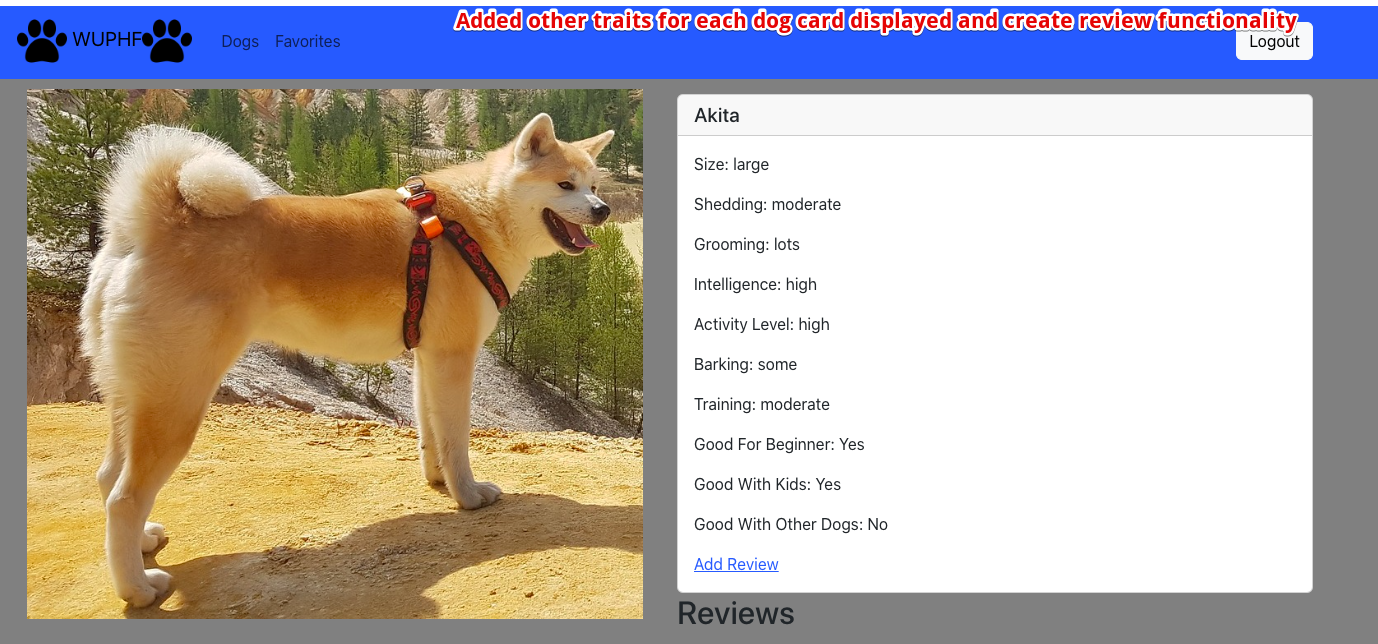 Added other traits for each dog card displayed and create review functionality
WUPHF Dogs Favorites Logout
Akita
Size: large
Shedding: moderate
Grooming: lots
Intelligence: high
Activity Level: high
Barking: some
Training: moderate
Good For Beginner: Yes
Good With Kids: Yes
Good With Other Dogs: No
Add Review
Reviews